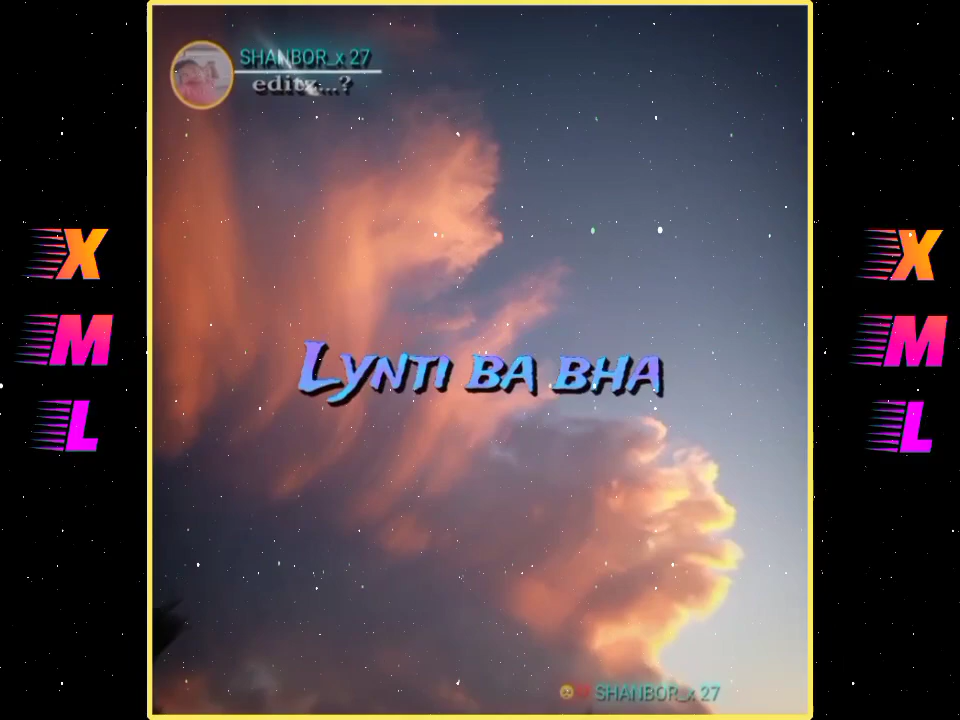 SHANBOR_x 27
editz...?
X
M
L
Lynti ba bha
X
M
L
🥺❤️ SHANBOR_x 27